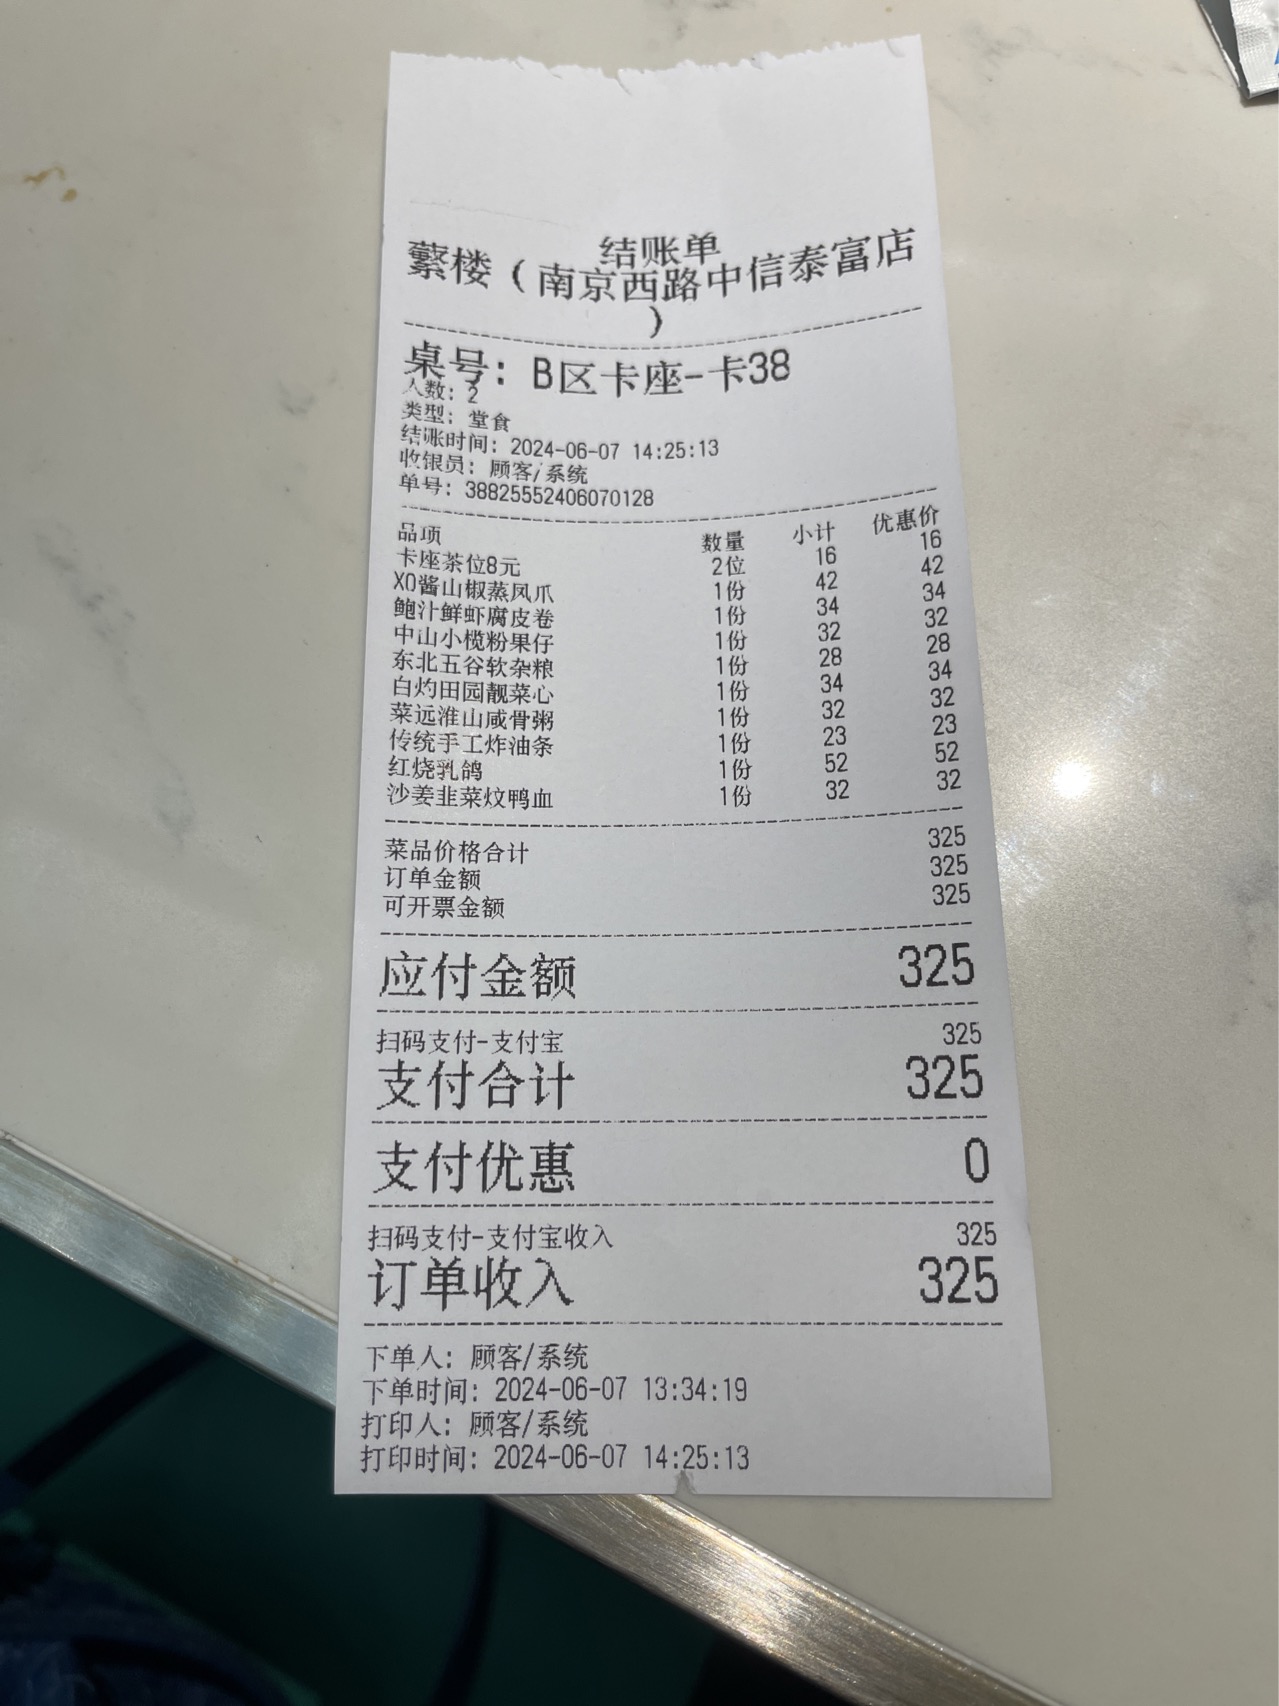 结账单
蘩楼（南京西路中信泰富店
）
桌号：B区卡座-卡38
人数：2
类型：堂食
结账时间：2024-06-07 14:25:13
收银员：顾客/系统
单号：38825552406070128
品项 数量 小计 优惠价
卡座茶位8元 2位 16 16
XO酱山椒蒸凤爪 1份 42 42
鲍汁鲜虾腐皮卷 1份 34 34
中山小榄粉果仔 1份 32 32
东北五谷软杂粮 1份 28 28
白灼田园靓菜心 1份 34 34
菜远淮山咸骨粥 1份 32 32
传统手工炸油条 1份 23 23
红烧乳鸽 1份 52 52
沙姜韭菜炆鸭血 1份 32 32
菜品价格合计 325
订单金额 325
可开票金额 325
应付金额 325
扫码支付-支付宝 325
支付合计 325
支付优惠 0
扫码支付-支付宝收入 325
订单收入 325
下单人：顾客/系统
下单时间：2024-06-07 13:34:19
打印人：顾客/系统
打印时间：2024-06-07 14:25:13